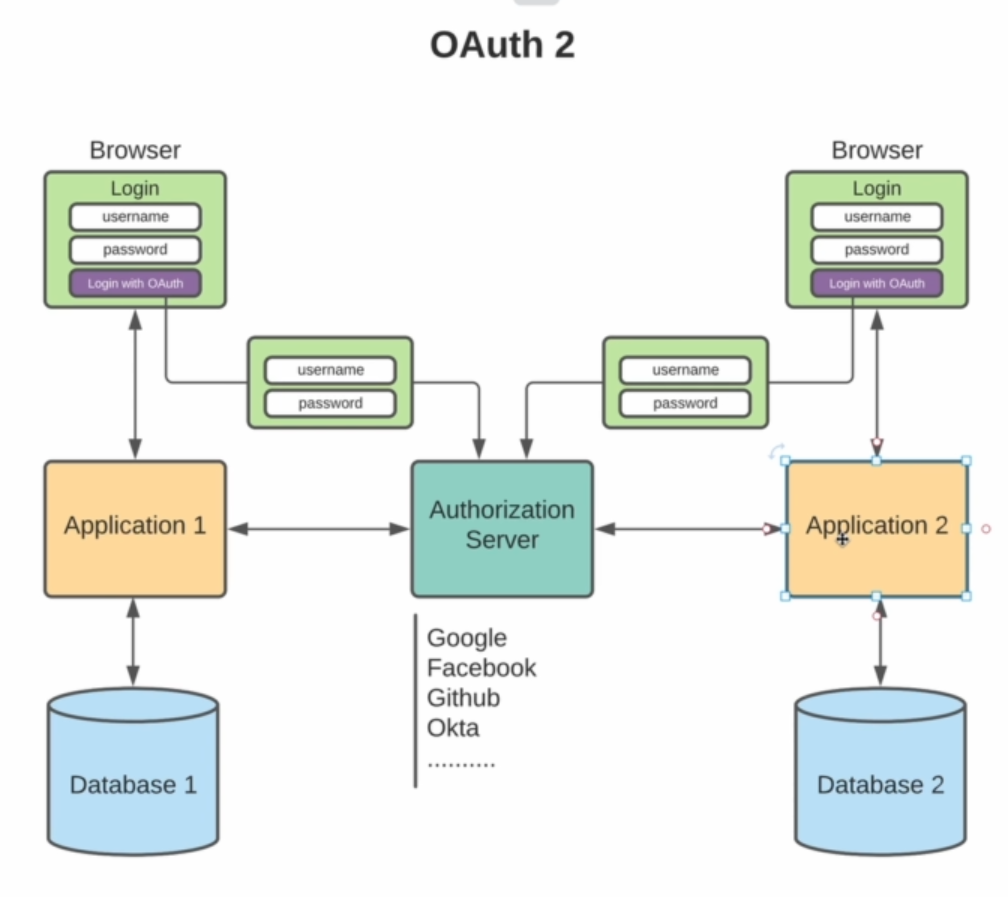 OAuth 2
Browser
Login
username
password
Login with OAuth
Browser
Login
username
password
Login with OAuth
username
password
username
password
Application 1
Authorization
Server
Application 2
Google
Facebook
Github
Okta
..........
Database 1
Database 2